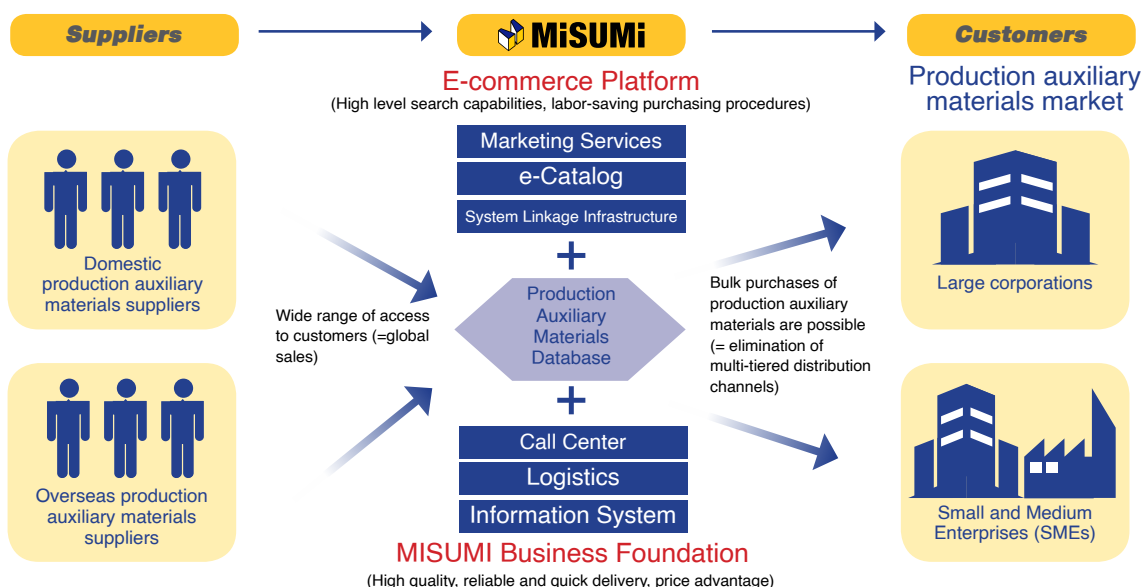 Suppliers
MiSUMi
Customers
E-commerce Platform
(High level search capabilities, labor-saving purchasing procedures)
Production auxiliary
materials market
Marketing Services
e-Catalog
System Linkage Infrastructure
+
Domestic
production auxiliary
materials suppliers
Wide range of access
to customers (=global
sales)
Production
Auxiliary
Materials
Database
Bulk purchases of
production auxiliary
materials are possible
(= elimination of
multi-tiered distribution
channels)
Large corporations
+
Call Center
Logistics
Information System
Overseas production
auxiliary materials
suppliers
Small and Medium
Enterprises (SMEs)
MISUMI Business Foundation
(High quality, reliable and quick delivery, price advantage)